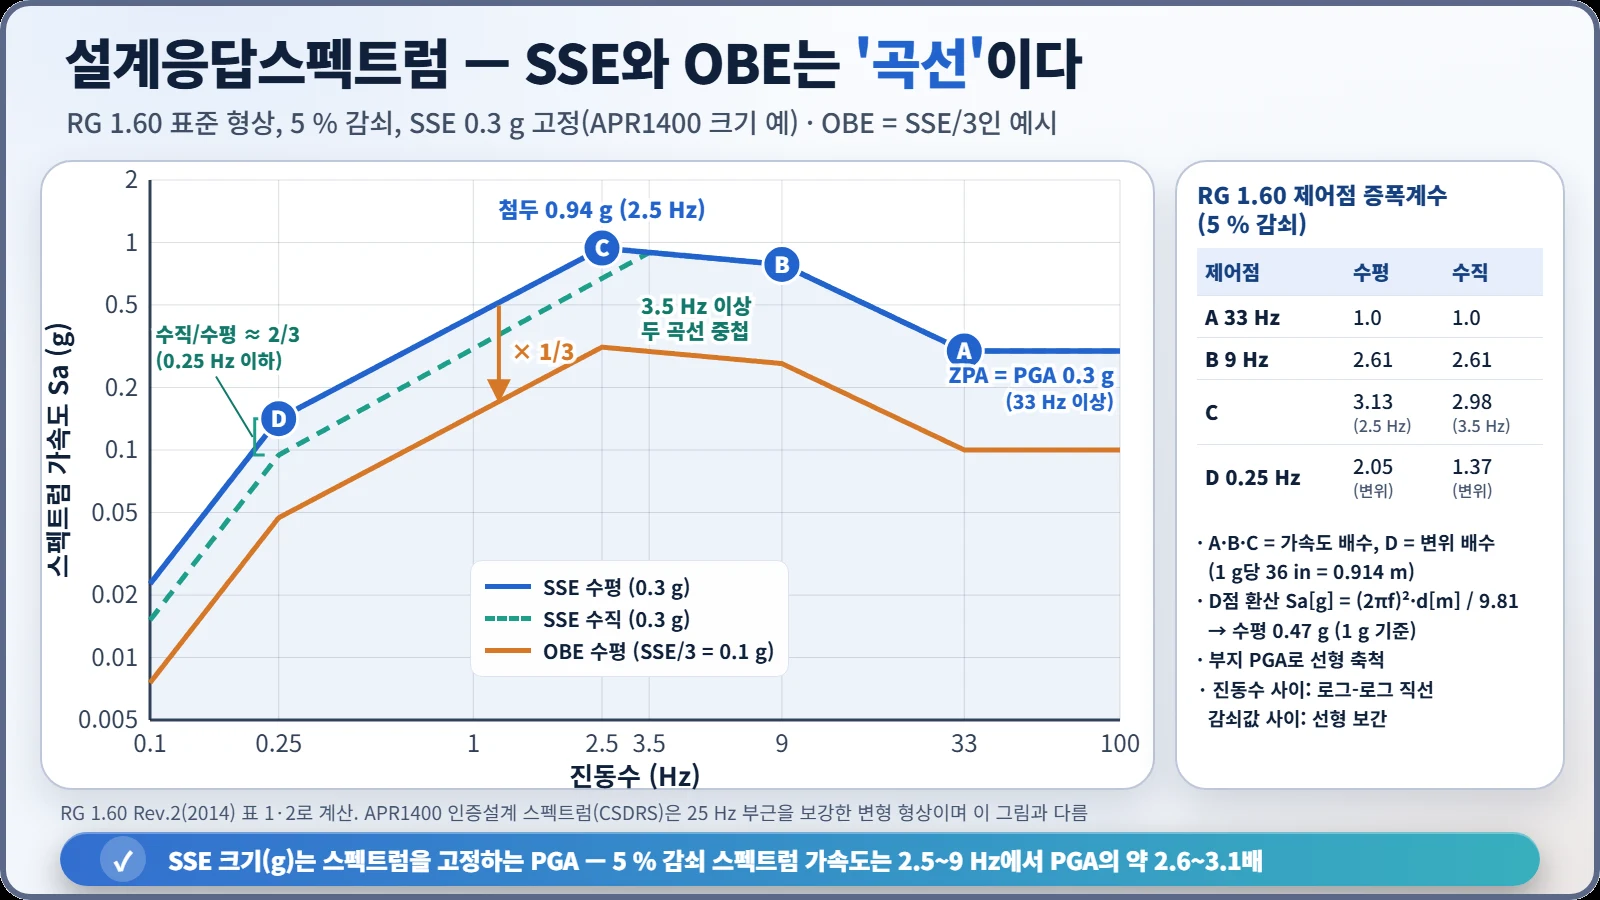 설계응답스펙트럼 — SSE와 OBE는 '곡선'이다
RG 1.60 표준 형상, 5 % 감쇠, SSE 0.3 g 고정(APR1400 크기 예) · OBE = SSE/3인 예시
스펙트럼 가속도 Sa (g)
2
1
0.5
0.2
0.1
0.05
0.02
0.01
0.005
0.1
0.25
1
2.5
3.5
9
33
100
진동수 (Hz)
첨두 0.94 g (2.5 Hz)
C
B
A
D
수직/수평 ≈ 2/3
(0.25 Hz 이하)
× 1/3
3.5 Hz 이상
두 곡선 중첩
ZPA = PGA 0.3 g
(33 Hz 이상)
SSE 수평 (0.3 g)
SSE 수직 (0.3 g)
OBE 수평 (SSE/3 = 0.1 g)
RG 1.60 제어점 증폭계수
(5 % 감쇠)
제어점 수평 수직
A 33 Hz 1.0 1.0
B 9 Hz 2.61 2.61
C 3.13 2.98
(2.5 Hz) (3.5 Hz)
D 0.25 Hz 2.05 1.37
(변위) (변위)
· A·B·C = 가속도 배수, D = 변위 배수
(1 g당 36 in = 0.914 m)
· D점 환산 Sa[g] = (2πf)²·d[m] / 9.81
→ 수평 0.47 g (1 g 기준)
· 부지 PGA로 선형 축척
· 진동수 사이: 로그-로그 직선
감쇠값 사이: 선형 보간
RG 1.60 Rev.2(2014) 표 1·2로 계산. APR1400 인증설계 스펙트럼(CSDRS)은 25 Hz 부근을 보강한 변형 형상이며 이 그림과 다름
✓ SSE 크기(g)는 스펙트럼을 고정하는 PGA — 5 % 감쇠 스펙트럼 가속도는 2.5~9 Hz에서 PGA의 약 2.6~3.1배